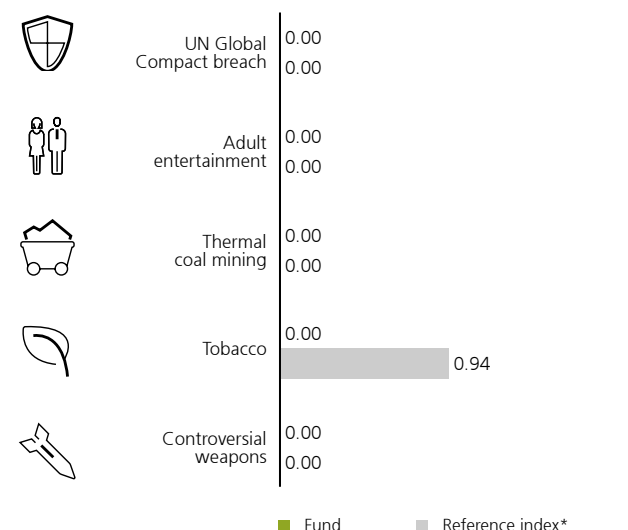 UN Global
Compact breach
0.00
0.00
Adult
entertainment
0.00
0.00
Thermal
coal mining
0.00
0.00
Tobacco
0.00
0.94
Controversial
weapons
0.00
0.00
Fund
Reference index*